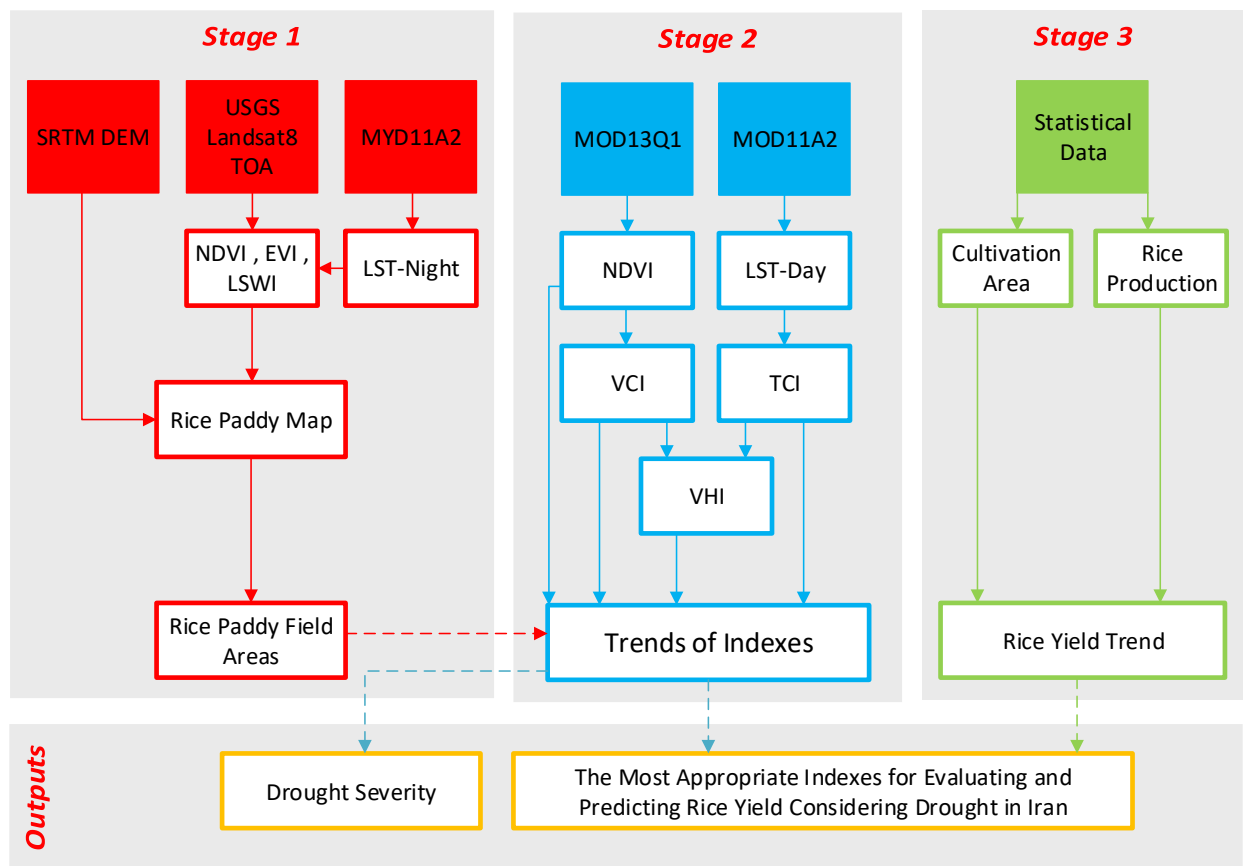 Stage 1
SRTM DEM
USGS
Landsat8
TOA
MYD11A2
NDVI , EVI ,
LSWI
LST-Night
Rice Paddy Map
Rice Paddy Field
Areas
Stage 2
MOD13Q1
MOD11A2
NDVI
LST-Day
VCI
TCI
VHI
Trends of Indexes
Stage 3
Statistical
Data
Cultivation
Area
Rice
Production
Rice Yield Trend
Outputs
Drought Severity
The Most Appropriate Indexes for Evaluating and
Predicting Rice Yield Considering Drought in Iran